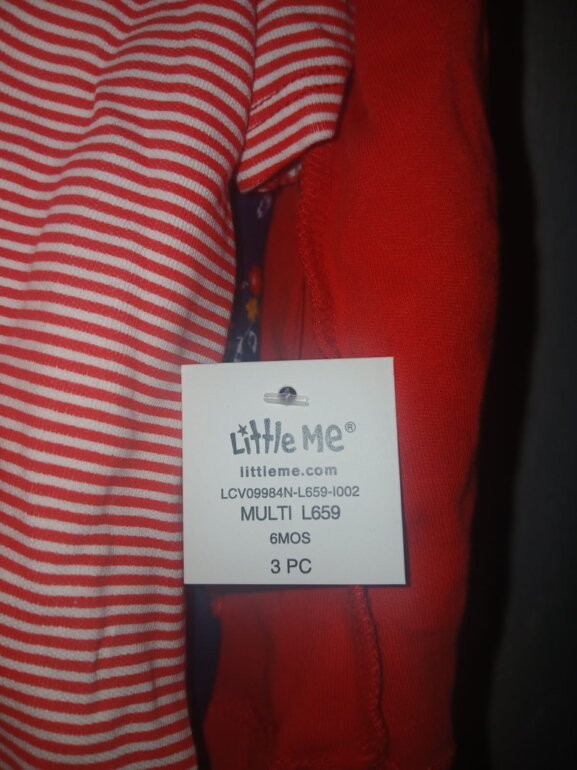 Little Me®
littleme.com
LCV09984N-L659-I002
MULTI L659
6MOS
3 PC